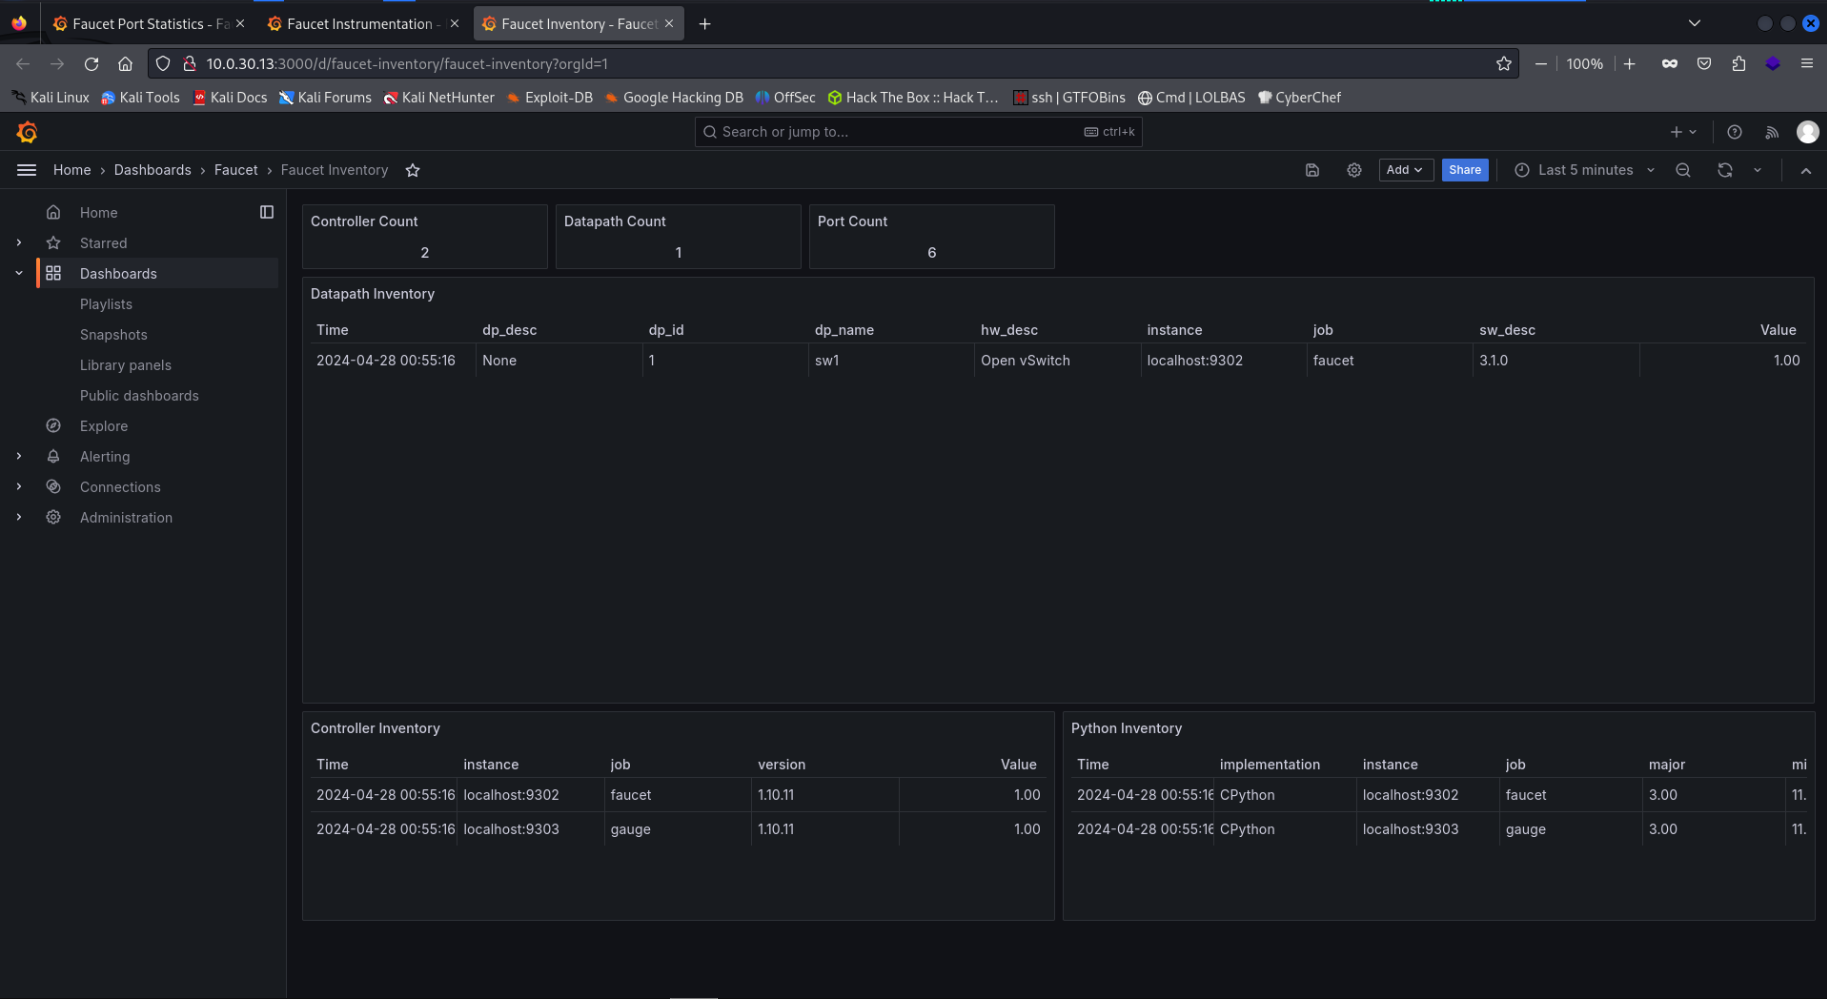 Faucet Port Statistics - Fa
Faucet Instrumentation -
Faucet Inventory - Faucet
10.0.30.13:3000/d/faucet-inventory/faucet-inventory?orgId=1
100%
Kali Linux Kali Tools Kali Docs Kali Forums Kali NetHunter Exploit-DB Google Hacking DB OffSec Hack The Box :: Hack T... ssh | GTFOBins Cmd | LOLBAS CyberChef
Search or jump to... ctrl+k
Home > Dashboards > Faucet > Faucet Inventory
Add
Share
Last 5 minutes
Home
Starred
Dashboards
Playlists
Snapshots
Library panels
Public dashboards
Explore
Alerting
Connections
Administration
Controller Count
2
Datapath Count
1
Port Count
6
Datapath Inventory
Time dp_desc dp_id dp_name hw_desc instance job sw_desc Value
2024-04-28 00:55:16 None 1 sw1 Open vSwitch localhost:9302 faucet 3.1.0 1.00
Controller Inventory
Time instance job version Value
2024-04-28 00:55:16 localhost:9302 faucet 1.10.11 1.00
2024-04-28 00:55:16 localhost:9303 gauge 1.10.11 1.00
Python Inventory
Time implementation instance job major mi
2024-04-28 00:55:16 CPython localhost:9302 faucet 3.00 11.
2024-04-28 00:55:16 CPython localhost:9303 gauge 3.00 11.